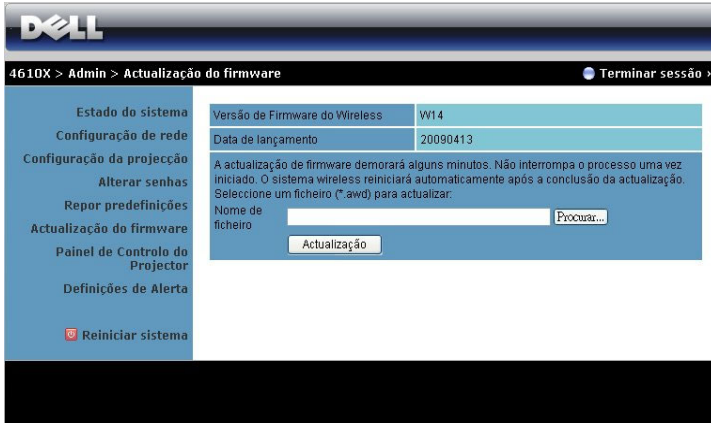 DELL
4610X > Admin > Actualização do firmware
Terminar sessão ›
Estado do sistema
Configuração de rede
Configuração da projecção
Alterar senhas
Repor predefinições
Actualização do firmware
Painel de Controlo do
Projector
Definições de Alerta
Reiniciar sistema
Versão de Firmware do Wireless W14
Data de lançamento 20090413
A actualização de firmware demorará alguns minutos. Não interrompa o processo uma vez
iniciado. O sistema wireless reiniciará automaticamente após a conclusão da actualização.
Seleccione um ficheiro (*.awd) para actualizar:
Nome de
ficheiro
Procurar...
Actualização